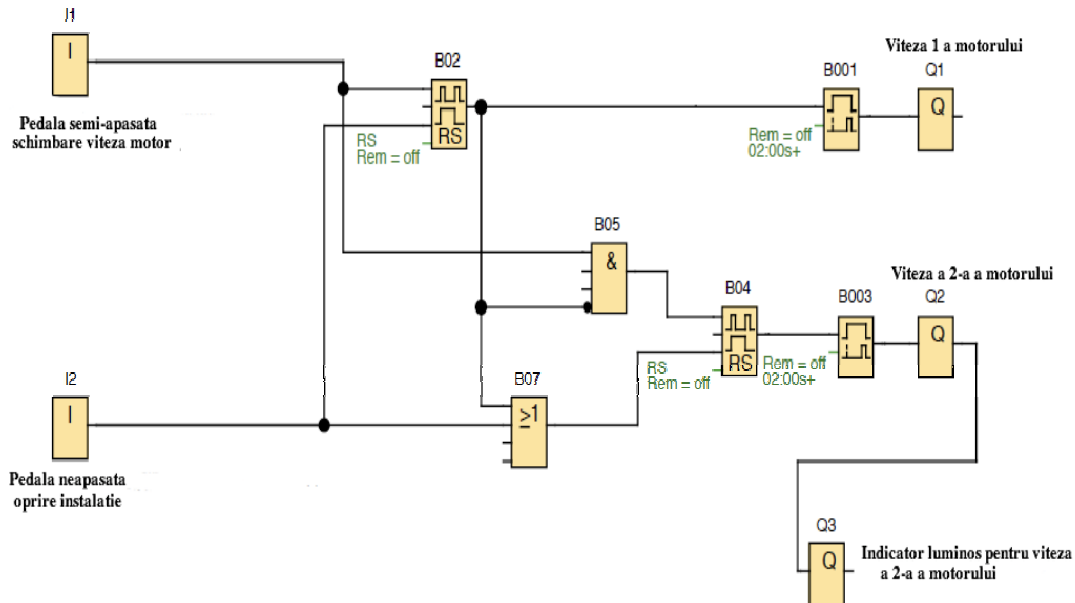 I1
I
Pedala semi-apasata
schimbare viteza motor
B02
RS
RS
Rem = off
Viteza 1 a motorului
B001
Q1
Q
Rem = off
02:00s+
B05
&
Viteza a 2-a a motorului
B04
B003
Q2
RS
Q
RS
Rem = off
Rem = off
02:00s+
I2
I
B07
≥1
Pedala neapasata
oprire instalatie
Q3
Q
Indicator luminos pentru viteza
a 2-a a motorului